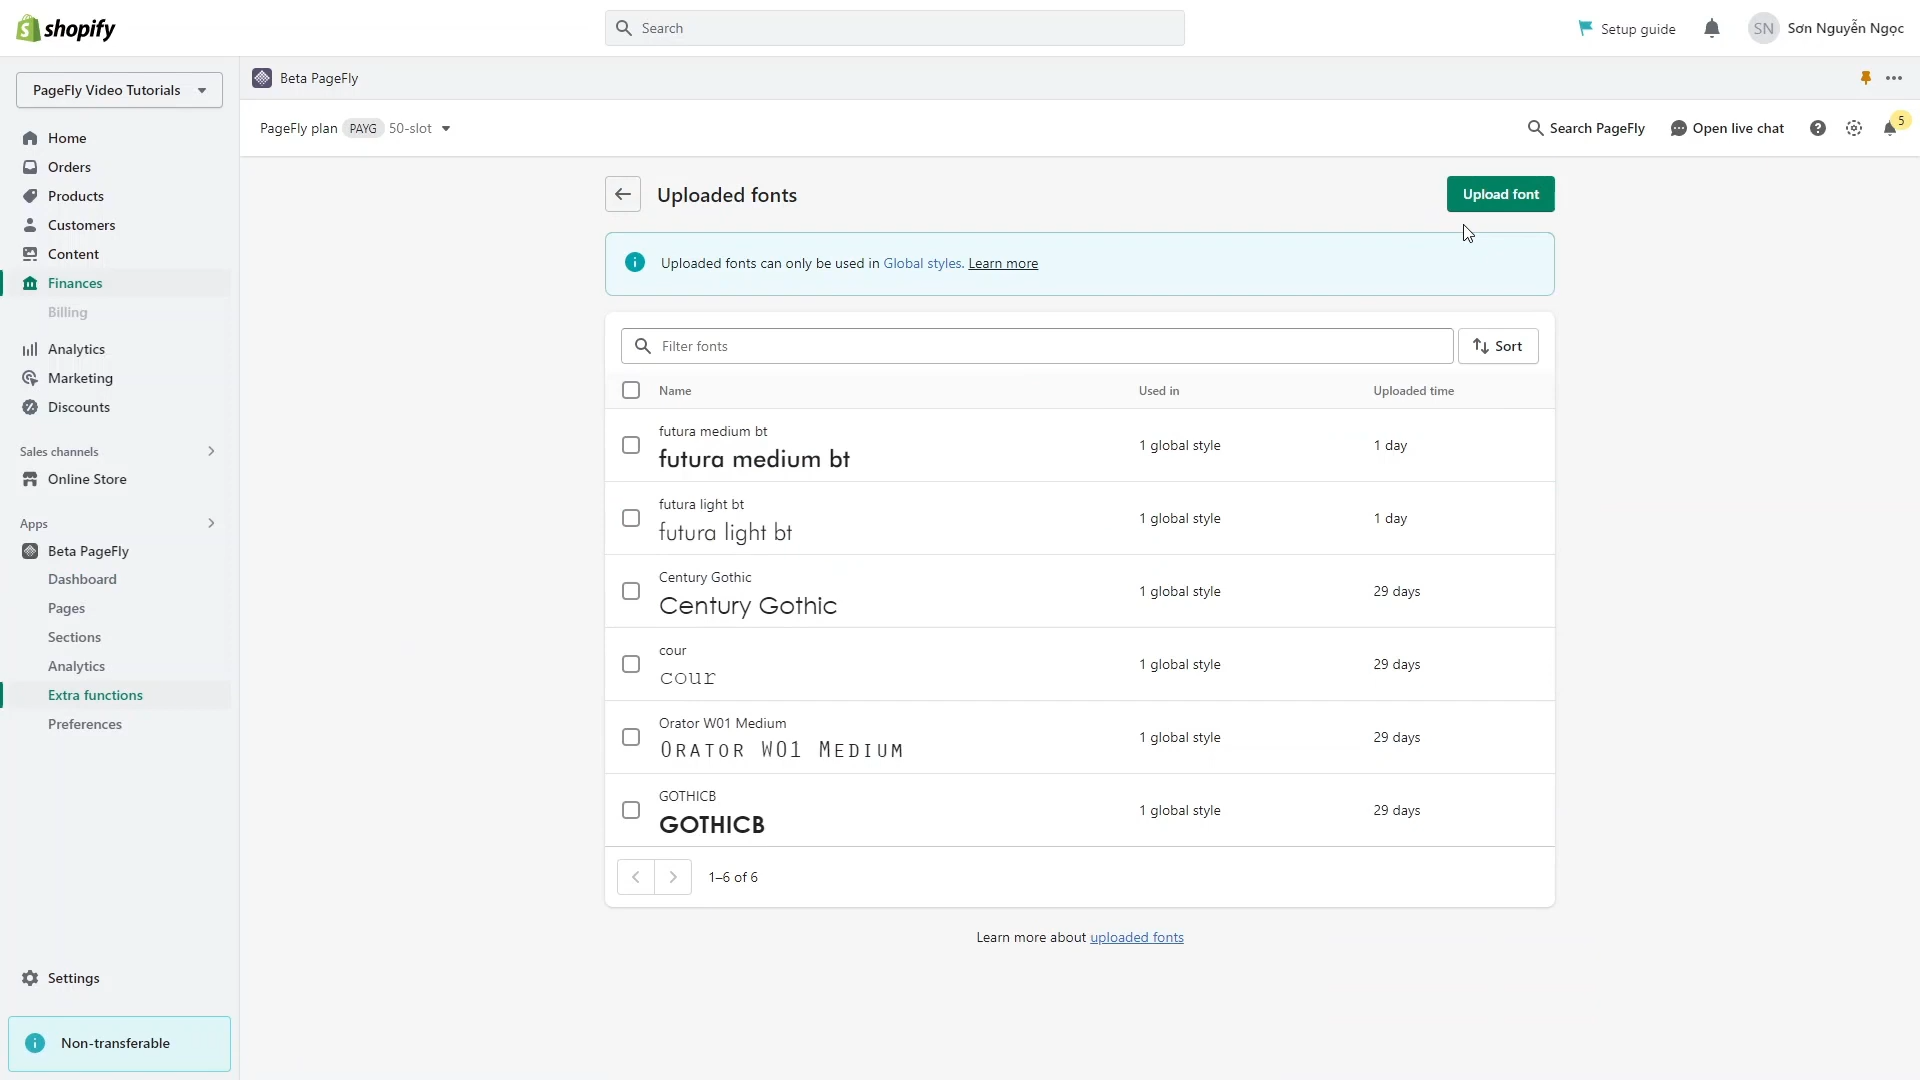 shopify
Search
Setup guide
SN
Sơn Nguyễn Ngọc
PageFly Video Tutorials
Home
Orders
Products
Customers
Content
Finances
Billing
Analytics
Marketing
Discounts
Sales channels
Online Store
Apps
Beta PageFly
Dashboard
Pages
Sections
Analytics
Extra functions
Preferences
Settings
Non-transferable
Beta PageFly
PageFly plan PAYG 50-slot
Search PageFly
Open live chat
5
Uploaded fonts
Upload font
Uploaded fonts can only be used in Global styles. Learn more
Filter fonts
Sort
Name Used in Uploaded time
futura medium bt
futura medium bt
1 global style 1 day
futura light bt
futura light bt
1 global style 1 day
Century Gothic
Century Gothic
1 global style 29 days
cour
cour
1 global style 29 days
Orator W01 Medium
Orator W01 Medium
1 global style 29 days
GOTHICB
GOTHICB
1 global style 29 days
1–6 of 6
Learn more about uploaded fonts